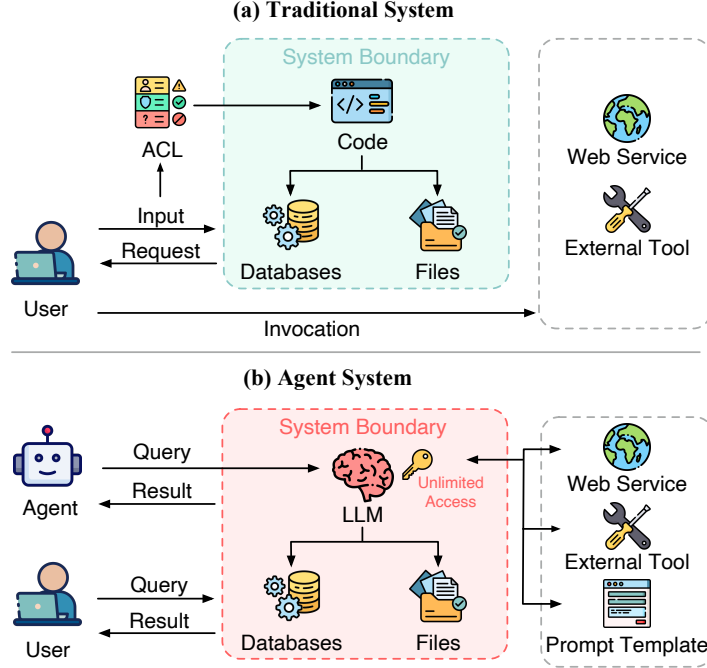 (a) Traditional System
System Boundary
</>
?
ACL
Code
Web Service
Input
Request
Databases
Files
External Tool
User
Invocation
(b) Agent System
System Boundary
Query
Unlimited
Access
Result
LLM
Web Service
Agent
External Tool
Query
Result
Databases
Files
User
Prompt Template